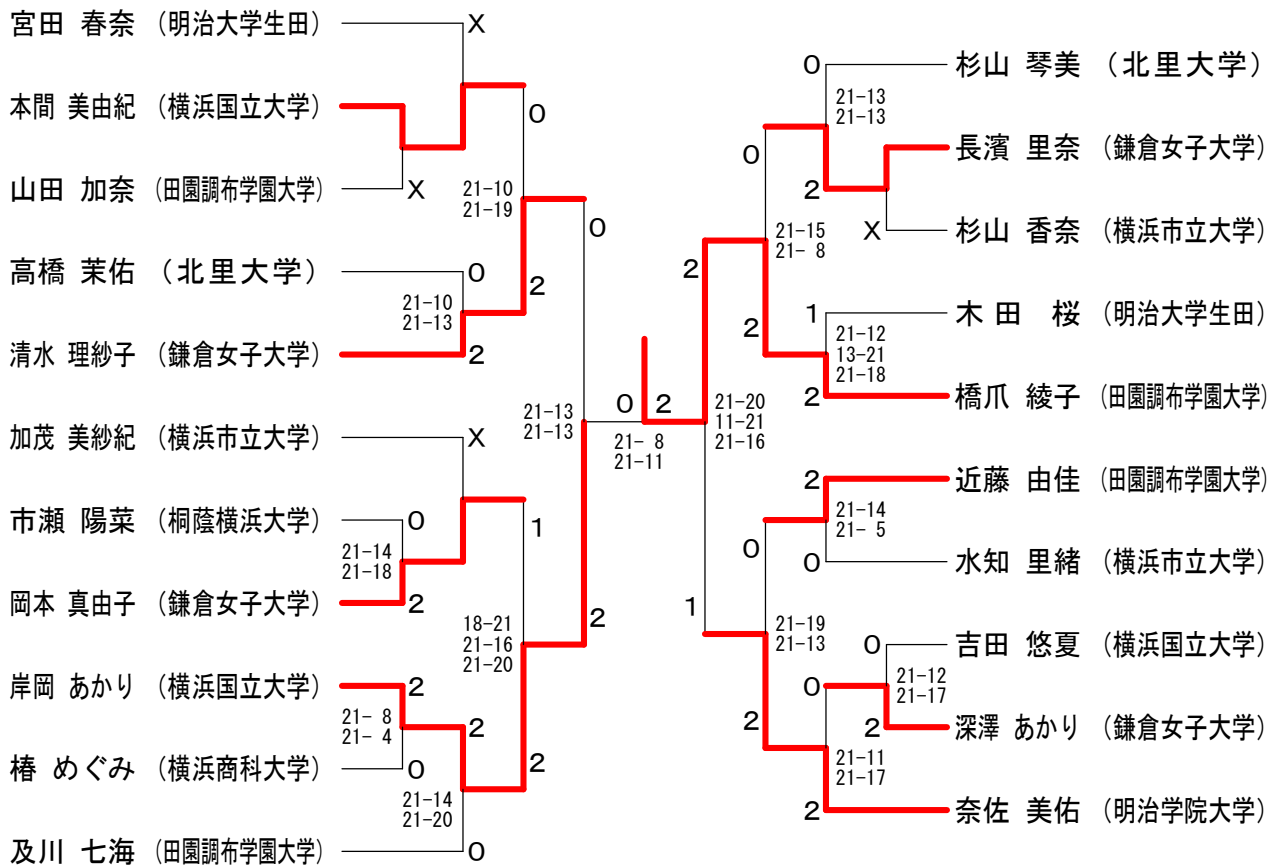 宮田 春奈 (明治大学生田)
X
本間 美由紀 (横浜国立大学)
0
山田 加奈 (田園調布学園大学)
X
21-10
21-19
0
高橋 茉佑 (北里大学)
0
2
21-10
21-13
清水 理紗子 (鎌倉女子大学)
2
21-13
21-13
加茂 美紗紀 (横浜市立大学)
X
市瀬 陽菜 (桐蔭横浜大学)
0
1
21-14
21-18
岡本 真由子 (鎌倉女子大学)
2
18-21
21-16
21-20
2
岸岡 あかり (横浜国立大学)
2
21- 8
21- 4
2
椿 めぐみ (横浜商科大学)
0
2
21-14
21-20
及川 七海 (田園調布学園大学)
0
0
2
21- 8
21-11
0
杉山 琴美 (北里大学)
21-13
21-13
長濱 里奈 (鎌倉女子大学)
0
2
X
杉山 香奈 (横浜市立大学)
21-15
21- 8
2
1
木田 桜 (明治大学生田)
2
21-12
13-21
21-18
2
橋爪 綾子 (田園調布学園大学)
21-20
11-21
21-16
2
近藤 由佳 (田園調布学園大学)
21-14
21- 5
0
0
水知 里緒 (横浜市立大学)
1
21-19
21-13
0
吉田 悠夏 (横浜国立大学)
21-12
21-17
0
2
2
深澤 あかり (鎌倉女子大学)
21-11
21-17
2
奈佐 美佑 (明治学院大学)